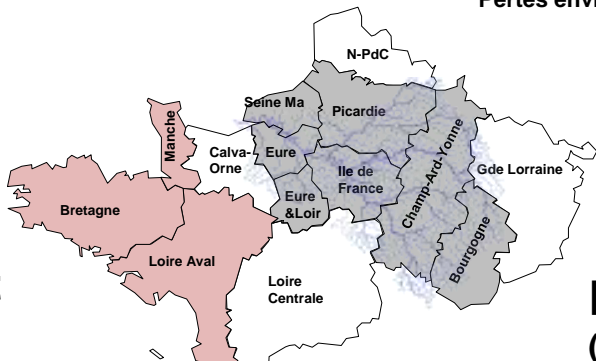 Pertes envi
N-PdC
Seine Ma
Picardie
Manche
Calva-
Orne
Eure
Ile de
France
Champ-Ard-Yonne
Gde Lorraine
Eure
&Loir
Bretagne
Bourgogne
Loire Aval
Loire
Centrale
(